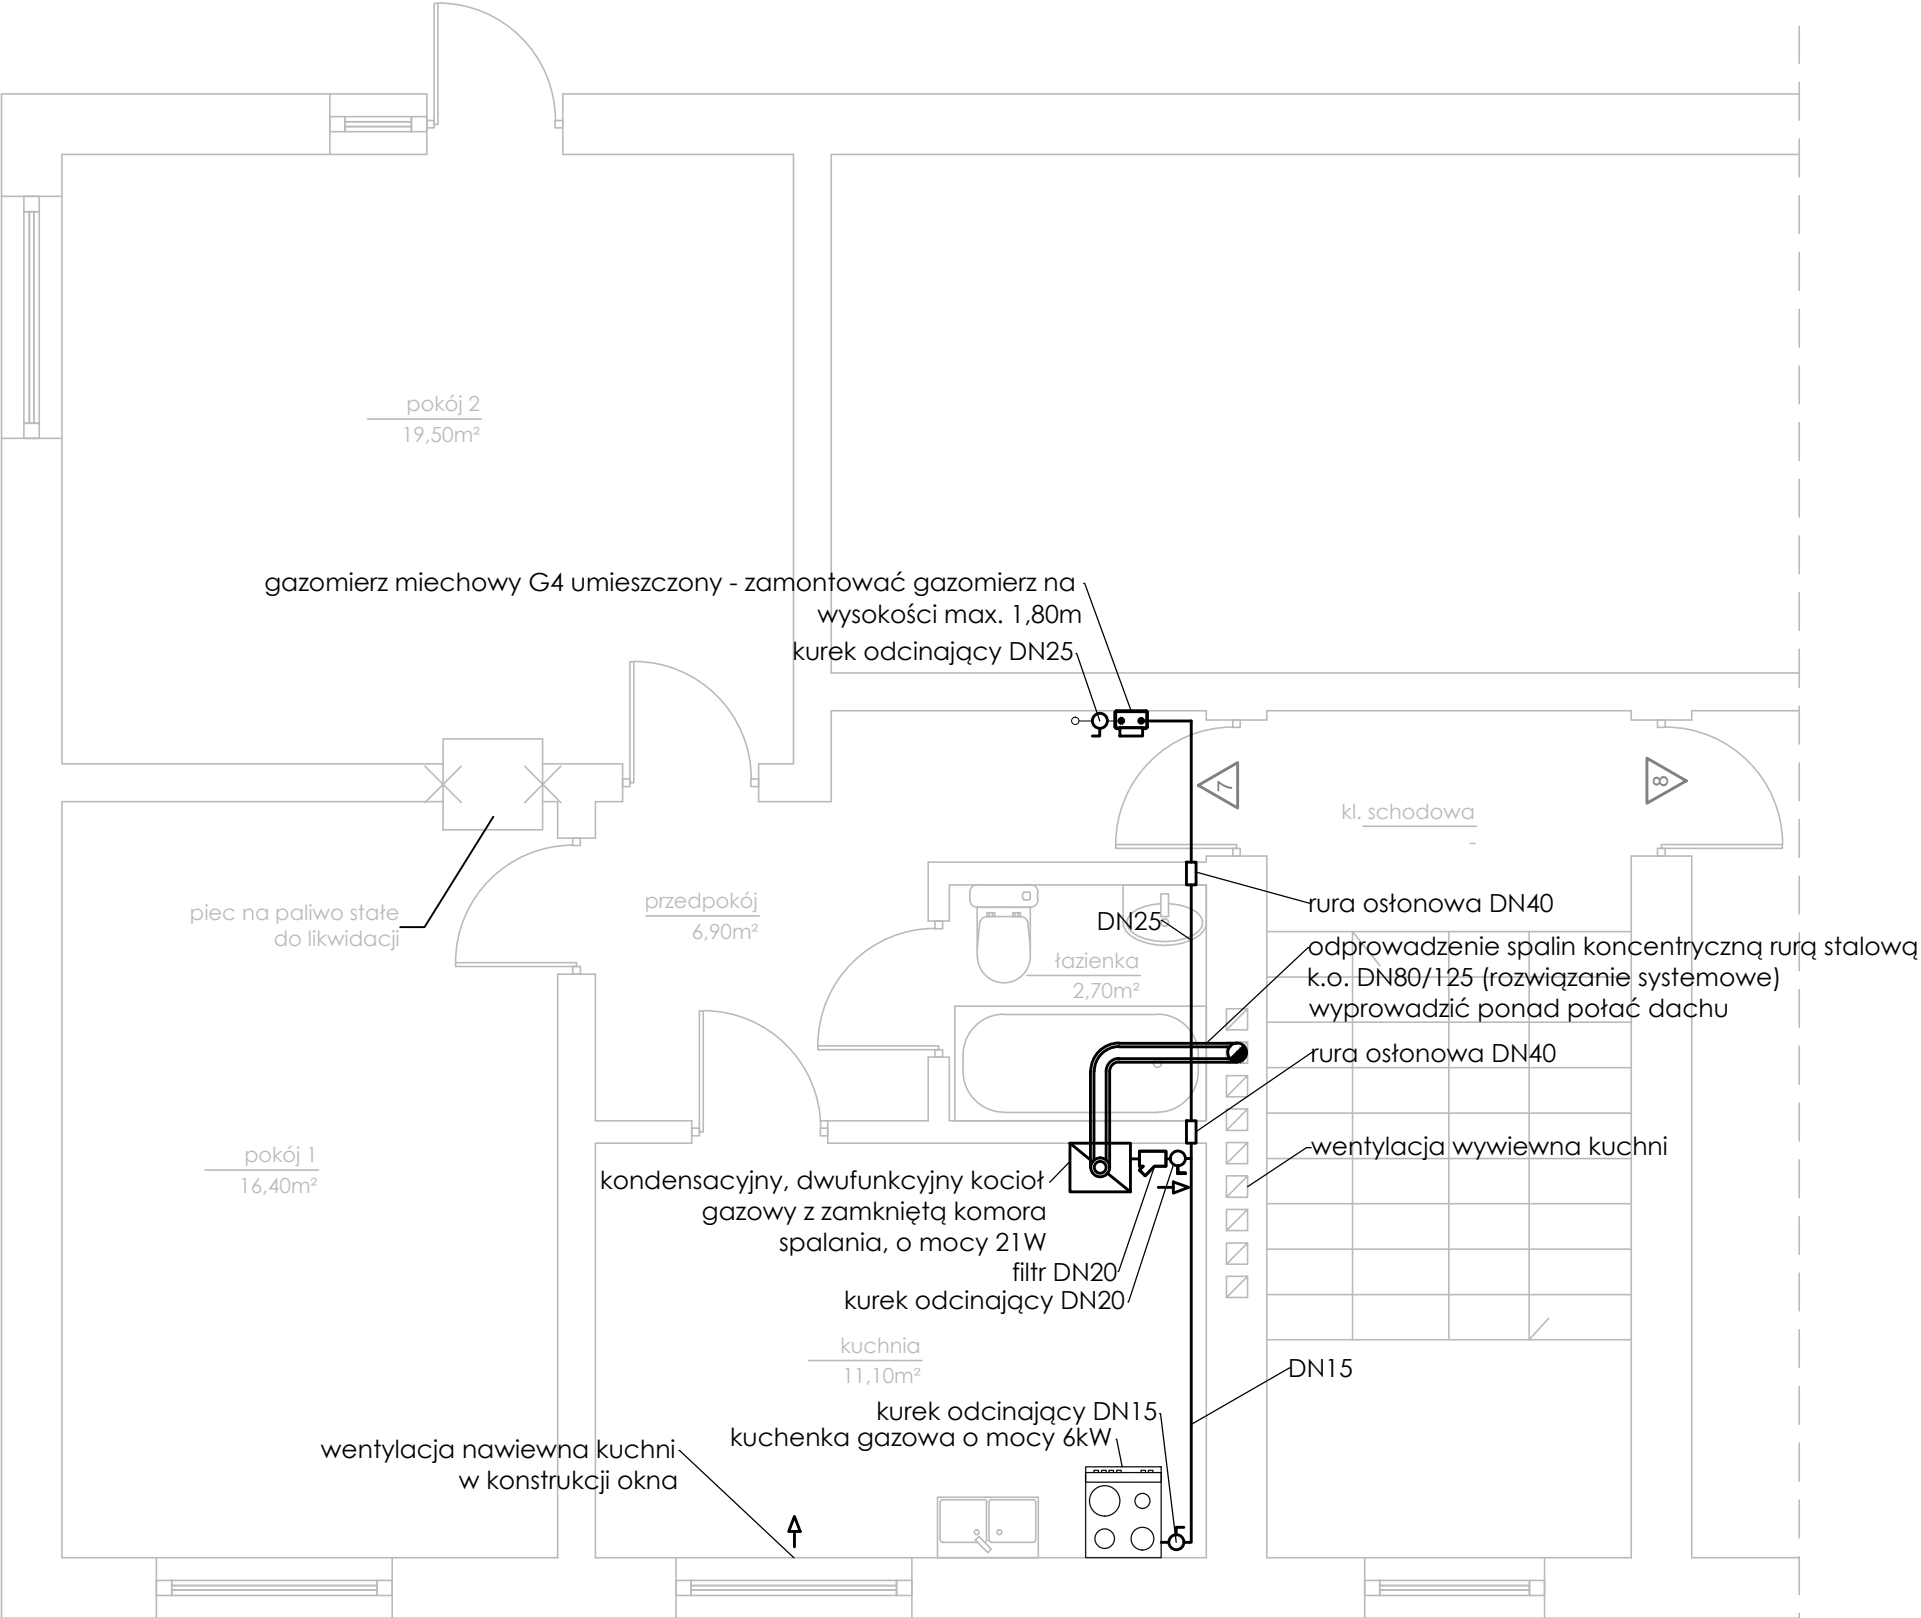 pokój 2
19,50m²
gazomierz miechowy G4 umieszczony - zamontować gazomierz na
wysokości max. 1,80m
kurek odcinający DN25
7
8
kl. schodowa
-
piec na paliwo stałe
do likwidacji
przedpokój
6,90m²
DN25
łazienka
2,70m²
rura osłonowa DN40
odprowadzenie spalin koncentryczną rurą stalową
k.o. DN80/125 (rozwiązanie systemowe)
wyprowadzić ponad połać dachu
rura osłonowa DN40
wentylacja wywiewna kuchni
pokój 1
16,40m²
kondensacyjny, dwufunkcyjny kocioł
gazowy z zamkniętą komora
spalania, o mocy 21W
filtr DN20
kurek odcinający DN20
kuchnia
11,10m²
DN15
kurek odcinający DN15
kuchenka gazowa o mocy 6kW
wentylacja nawiewna kuchni
w konstrukcji okna